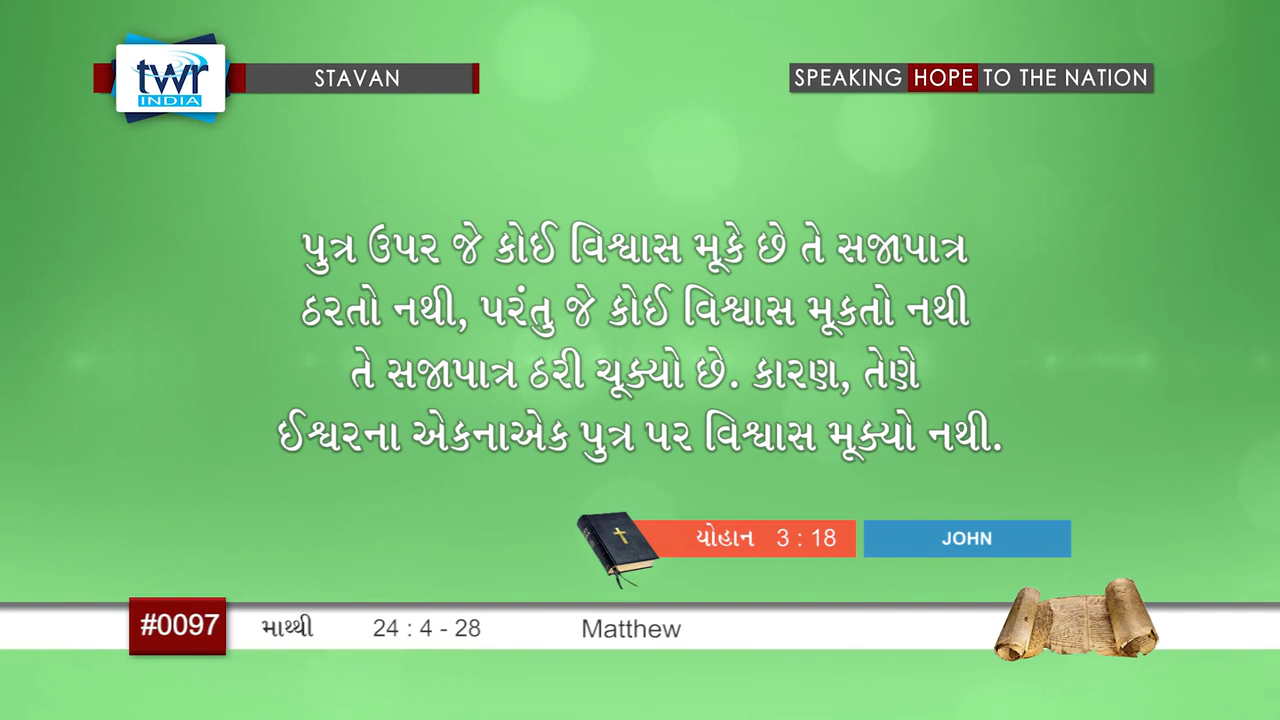 twr
INDIA
STAVAN
SPEAKING HOPE TO THE NATION
પુત્ર ઉપર જે કોઈ વિશ્વાસ મૂકે છે તે સજાપાત્ર
ઠરતો નથી, પરંતુ જે કોઈ વિશ્વાસ મૂકતો નથી
તે સજાપાત્ર ઠરી ચૂક્યો છે. કારણ, તેણે
ઈશ્વરના એકનાએક પુત્ર પર વિશ્વાસ મૂક્યો નથી.
યોહાન 3 : 18 JOHN
#0097 માથ્થી 24 : 4 - 28 Matthew